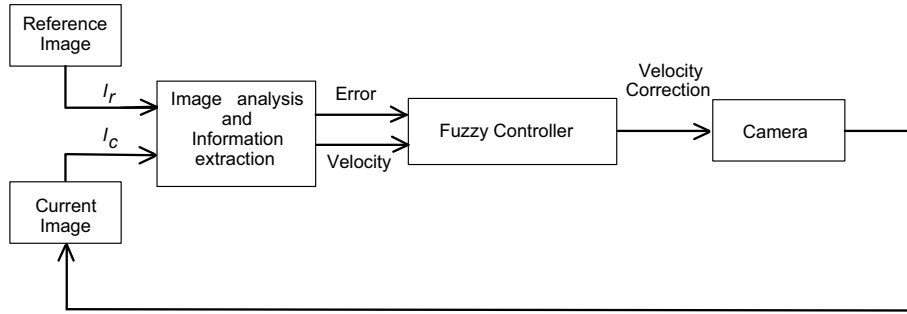 Reference
Image
I_r
Image analysis
and
Information
extraction
Error
Velocity
Fuzzy Controller
Velocity
Correction
Camera
I_c
Current
Image